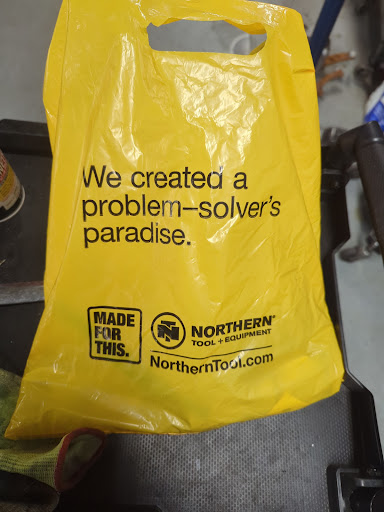 We created a
problem–solver's
paradise.
MADE
FOR
THIS.
NORTHERN®
TOOL + EQUIPMENT
NorthernTool.com